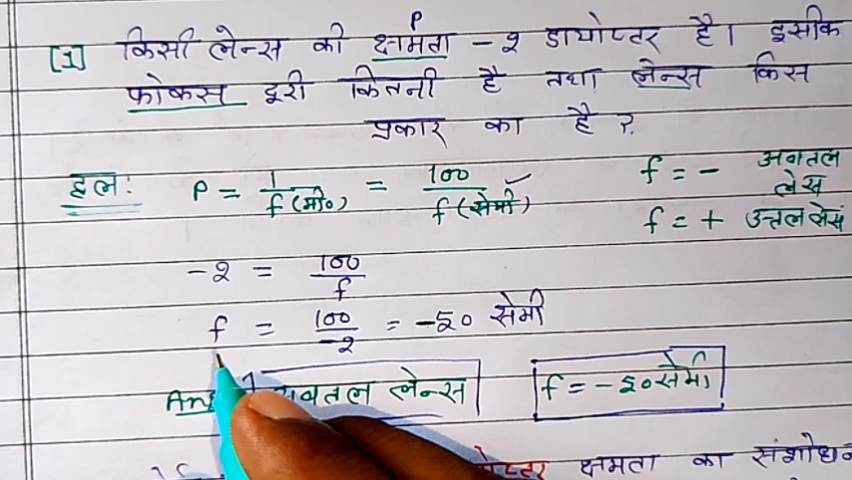 P
[1] किसी लेन्स की क्षमता -2 डायोप्टर है। इसकि
फोकस दूरी कितनी है तथा लेन्स किस
प्रकार का है ?
हल: P = 1/f(मी०) = 100/f(सेमी) ✓
f = - अवतल लेंस
f = + उत्तल लेंस
-2 = 100/f
f = 100/-2 = -50 सेमी
Ans अवतल लेन्स f = -50सेमी
क्षमता का संशोधन